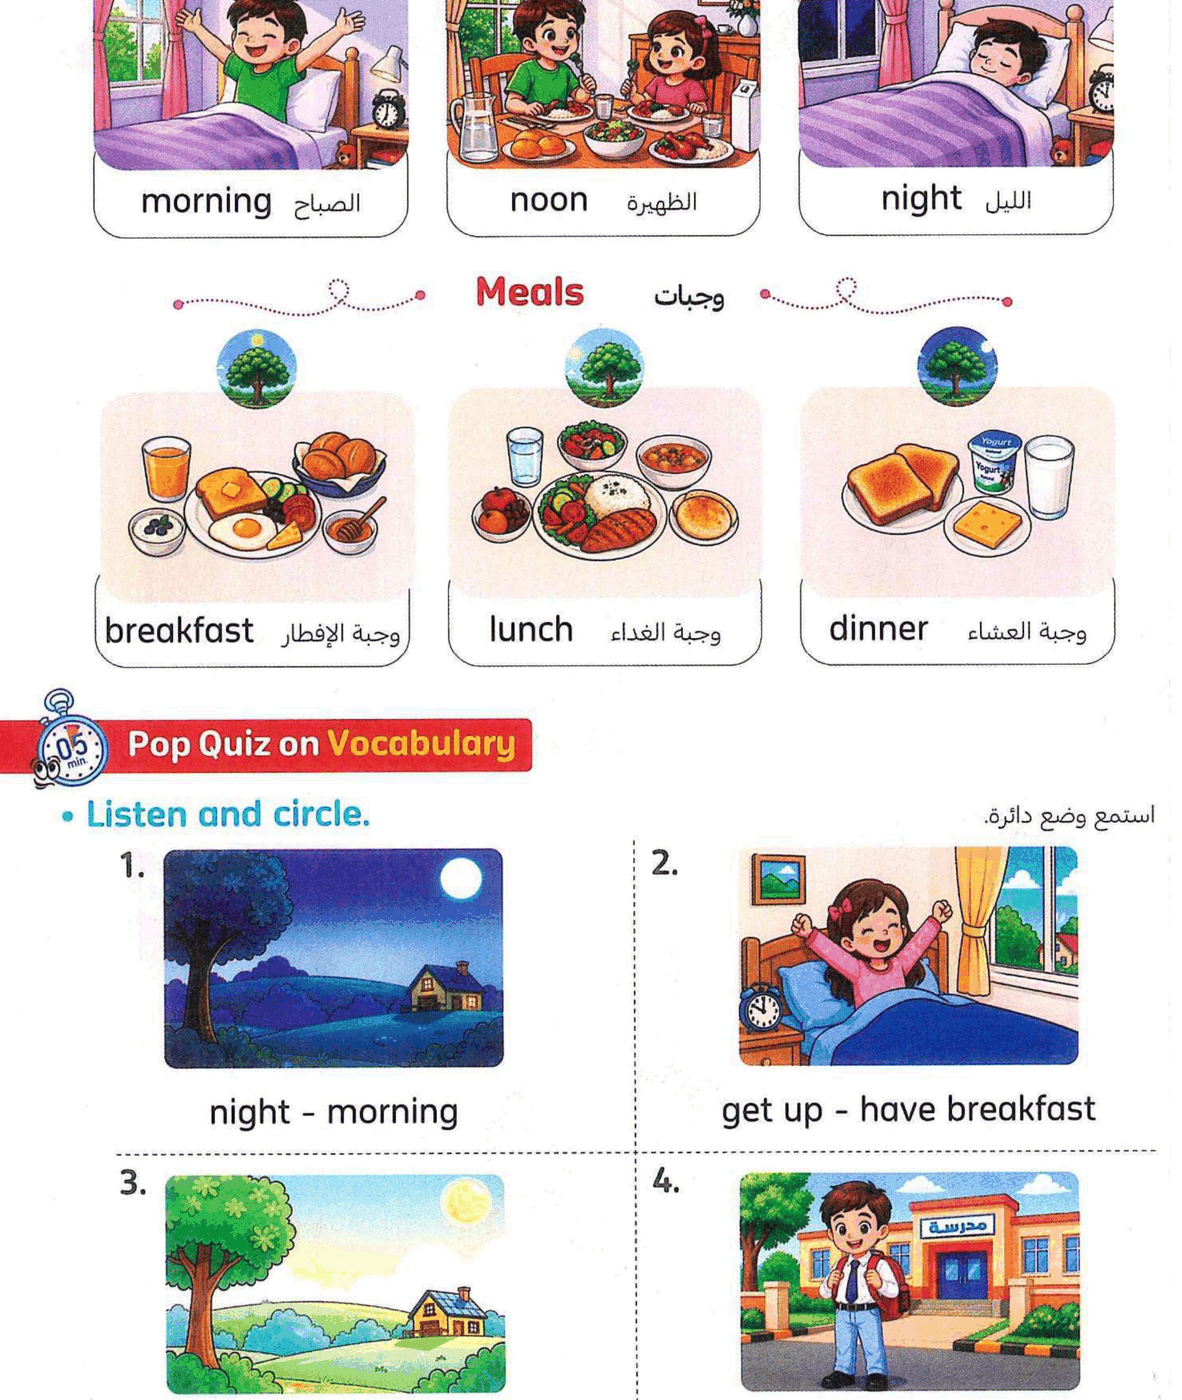 morning الصباح
noon الظهيرة
night الليل
Meals وجبات
Yogurt
Yogurt
breakfast وجبة الإفطار
lunch وجبة الغداء
dinner وجبة العشاء
05
min.
Pop Quiz on Vocabulary
• Listen and circle.
استمع وضع دائرة.
1.
2.
night - morning
get up - have breakfast
3.
4.
مدرسة